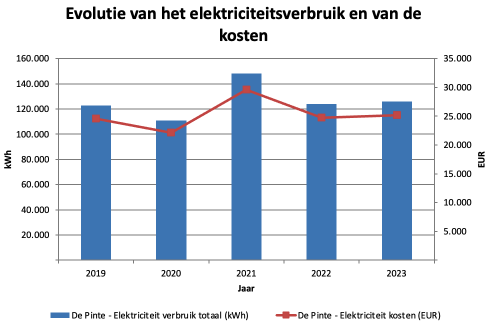 Evolutie van het elektriciteitsverbruik en van de
kosten
160.000
140.000
120.000
100.000
80.000
60.000
40.000
20.000
kWh
35.000
30.000
25.000
20.000
15.000
10.000
5.000
EUR
2019 2020 2021 2022 2023
Jaar
De Pinte - Elektriciteit verbruik totaal (kWh) De Pinte - Elektriciteit kosten (EUR)